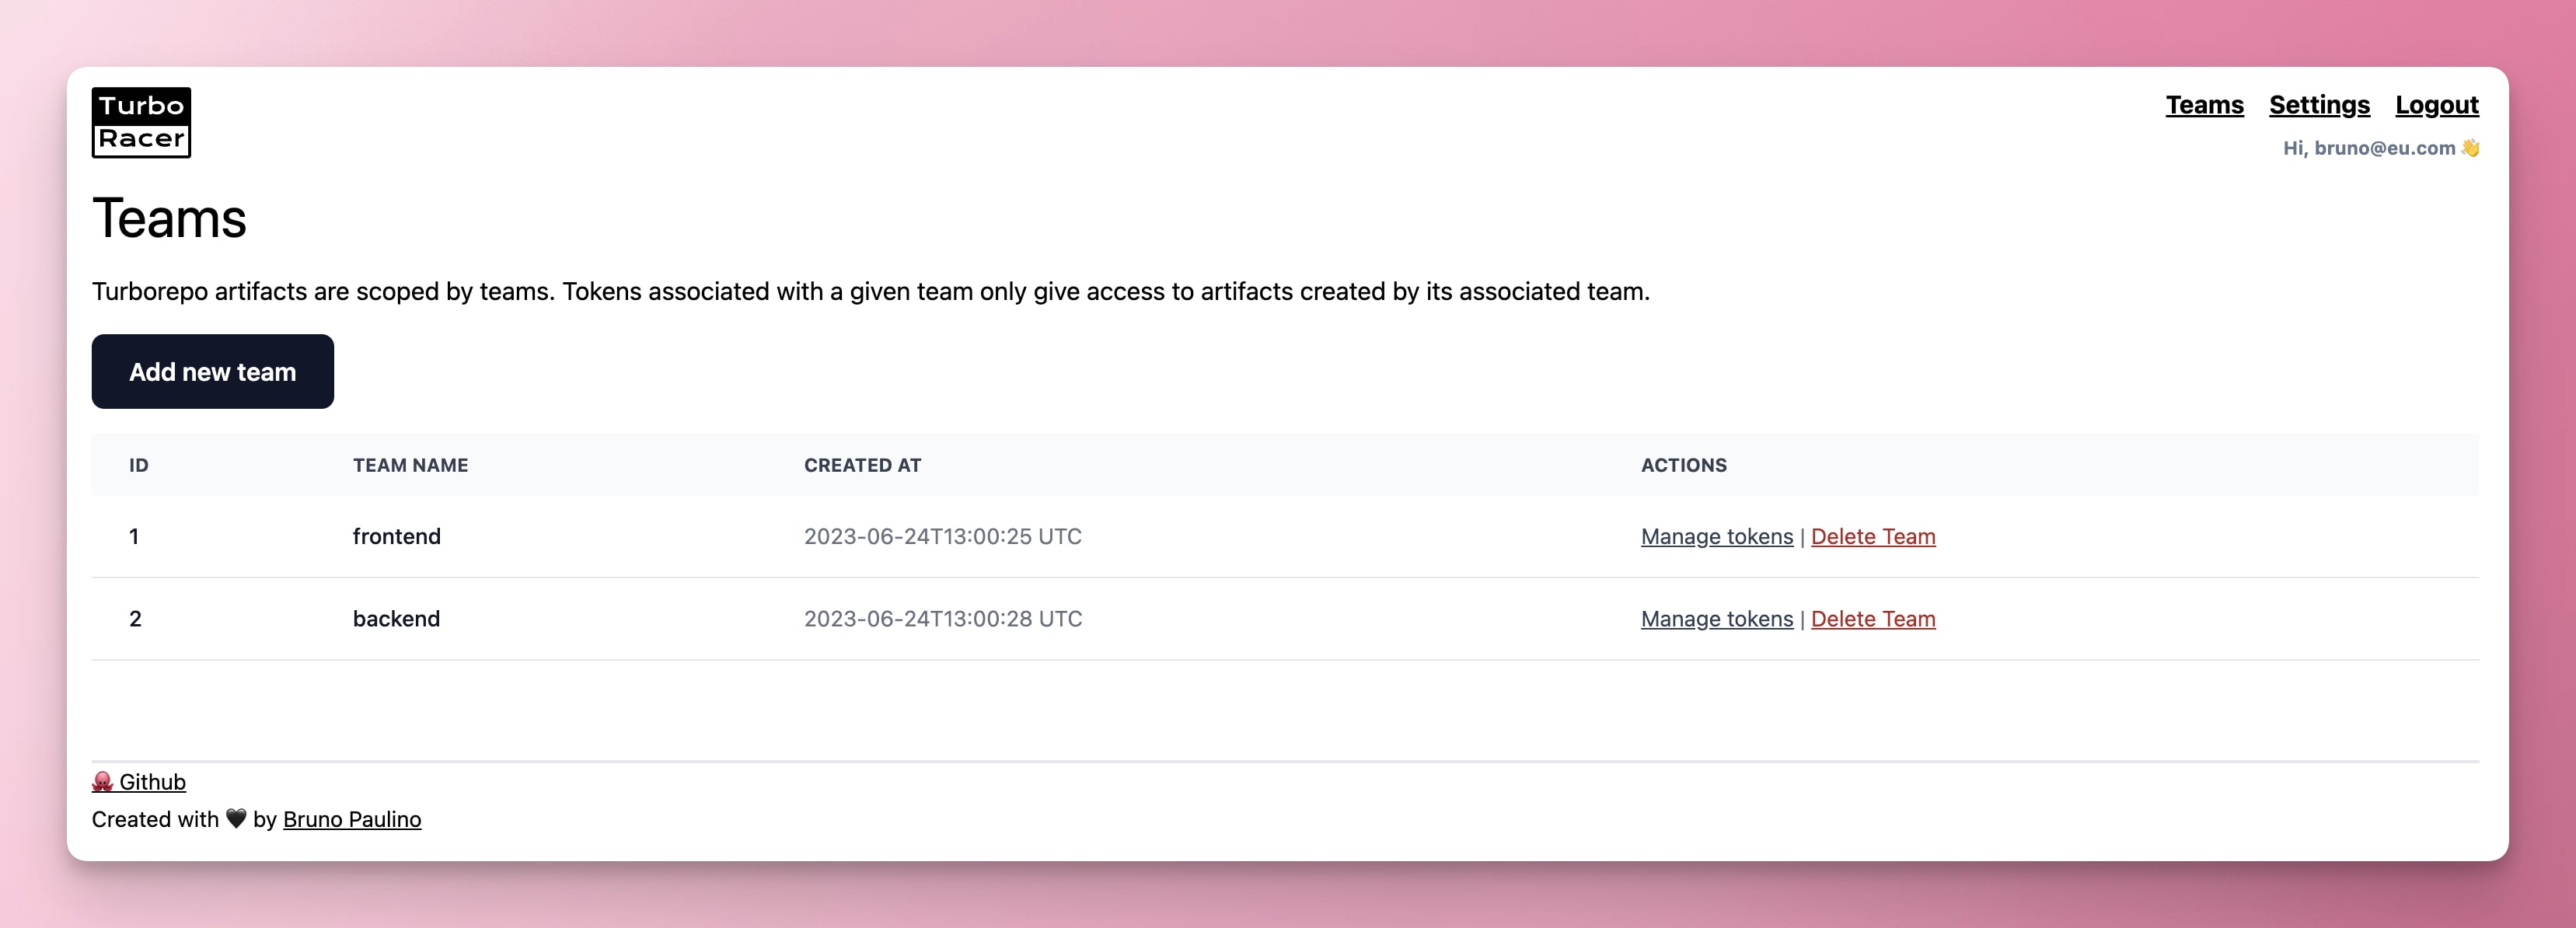 Turbo
Racer
Teams Settings Logout
Hi, bruno@eu.com 👋
Teams
Turborepo artifacts are scoped by teams. Tokens associated with a given team only give access to artifacts created by its associated team.
Add new team
ID TEAM NAME CREATED AT ACTIONS
1 frontend 2023-06-24T13:00:25 UTC Manage tokens | Delete Team
2 backend 2023-06-24T13:00:28 UTC Manage tokens | Delete Team
🐙 Github
Created with 🖤 by Bruno Paulino